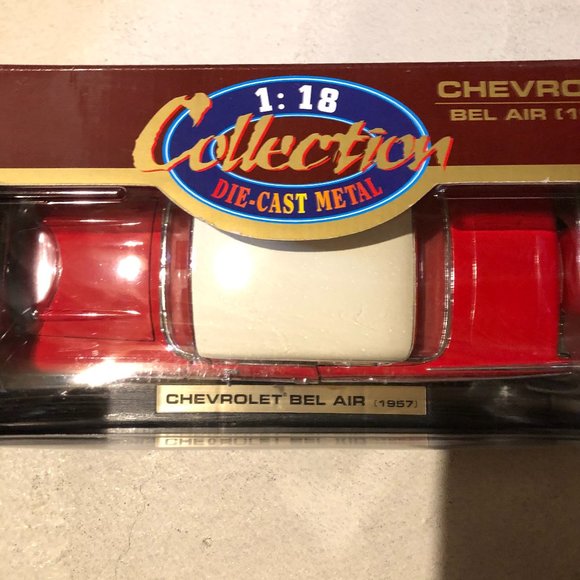 1:18
Collection
DIE-CAST METAL
CHEVRO
BEL AIR (1
CHEVROLET BEL AIR (1957)